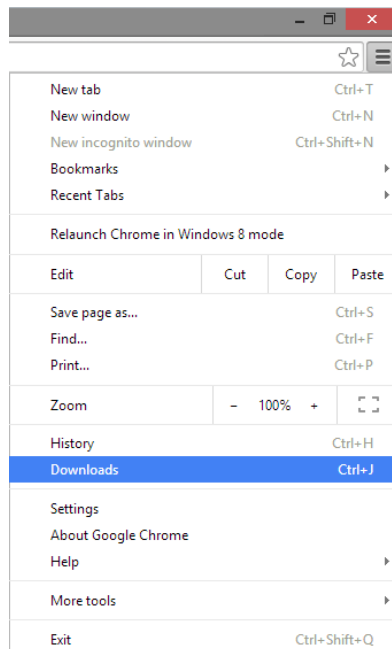 New tab Ctrl+T
New window Ctrl+N
New incognito window Ctrl+Shift+N
Bookmarks
Recent Tabs
Relaunch Chrome in Windows 8 mode
Edit Cut Copy Paste
Save page as... Ctrl+S
Find... Ctrl+F
Print... Ctrl+P
Zoom - 100% +
History Ctrl+H
Downloads Ctrl+J
Settings
About Google Chrome
Help
More tools
Exit Ctrl+Shift+Q